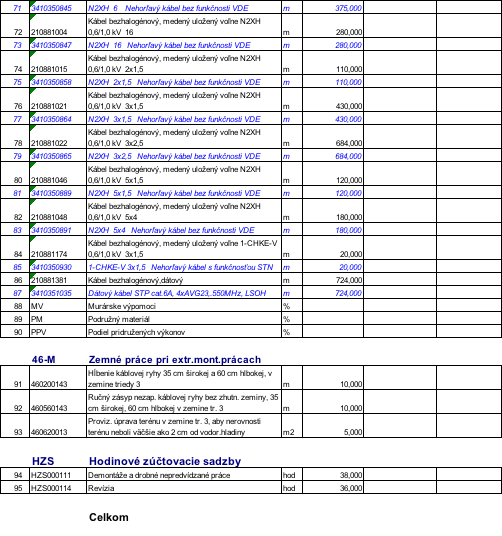 71 3410350845 N2XH 6 Nehorľavý kábel bez funkčnosti VDE m 375,000
Kábel bezhalogénový, medený uložený voľne N2XH
72 210881004 0,6/1,0 kV 16 m 280,000
73 3410350847 N2XH 16 Nehorľavý kábel bez funkčnosti VDE m 280,000
Kábel bezhalogénový, medený uložený voľne N2XH
74 210881015 0,6/1,0 kV 2x1,5 m 110,000
75 3410350858 N2XH 2x1,5 Nehorľavý kábel bez funkčnosti VDE m 110,000
Kábel bezhalogénový, medený uložený voľne N2XH
76 210881021 0,6/1,0 kV 3x1,5 m 430,000
77 3410350864 N2XH 3x1,5 Nehorľavý kábel bez funkčnosti VDE m 430,000
Kábel bezhalogénový, medený uložený voľne N2XH
78 210881022 0,6/1,0 kV 3x2,5 m 684,000
79 3410350865 N2XH 3x2,5 Nehorľavý kábel bez funkčnosti VDE m 684,000
Kábel bezhalogénový, medený uložený voľne N2XH
80 210881046 0,6/1,0 kV 5x1,5 m 120,000
81 3410350889 N2XH 5x1,5 Nehorľavý kábel bez funkčnosti VDE m 120,000
Kábel bezhalogénový, medený uložený voľne N2XH
82 210881048 0,6/1,0 kV 5x4 m 180,000
83 3410350891 N2XH 5x4 Nehorľavý kábel bez funkčnosti VDE m 180,000
Kábel bezhalogénový, medený uložený voľne 1-CHKE-V
84 210881174 0,6/1,0 kV 3x1,5 m 20,000
85 3410350930 1-CHKE-V 3x1,5 Nehorľavý kábel s funkčnosťou STN m 20,000
86 210881381 Kábel bezhalogénový,dátový m 724,000
87 3410351035 Dátový kábel STP cat.6A, 4xAVG23,,550MHz, LSOH m 724,000
88 MV Murárske výpomoci %
89 PM Podružný materiál %
90 PPV Podiel pridružených výkonov %
46-M Zemné práce pri extr.mont.prácach
Hĺbenie káblovej ryhy 35 cm širokej a 60 cm hlbokej, v
91 460200143 zemine triedy 3 m 10,000
Ručný zásyp nezap. káblovej ryhy bez zhutn. zeminy, 35
92 460560143 cm širokej, 60 cm hlbokej v zemine tr. 3 m 10,000
Proviz. úprava terénu v zemine tr. 3, aby nerovnosti
93 460620013 terénu neboli väčšie ako 2 cm od vodor.hladiny m2 5,000
HZS Hodinové zúčtovacie sadzby
94 HZS000111 Demontáže a drobné nepredvídzané práce hod 38,000
95 HZS000114 Revízia hod 36,000
Celkom